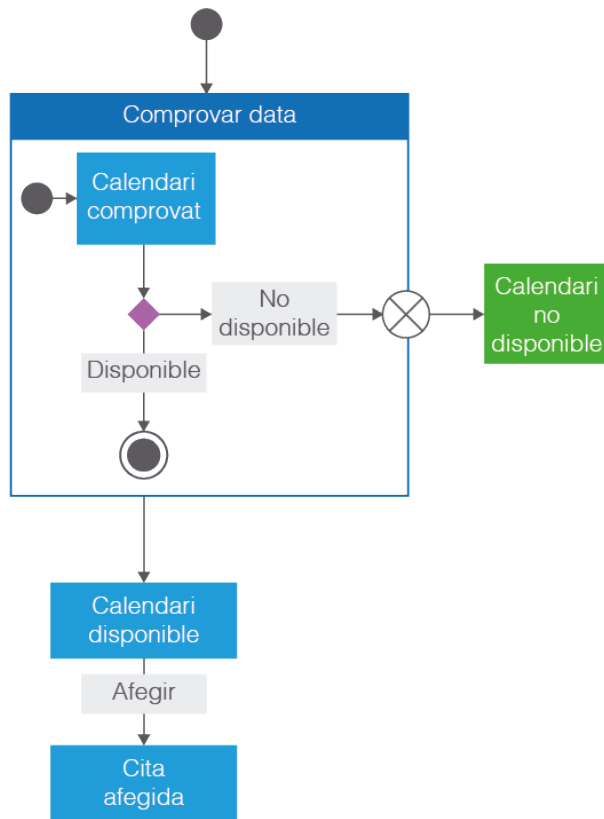 Comprovar data
Calendari
comprovat
No
disponible
Calendari
no
disponible
Disponible
Calendari
disponible
Afegir
Cita
afegida